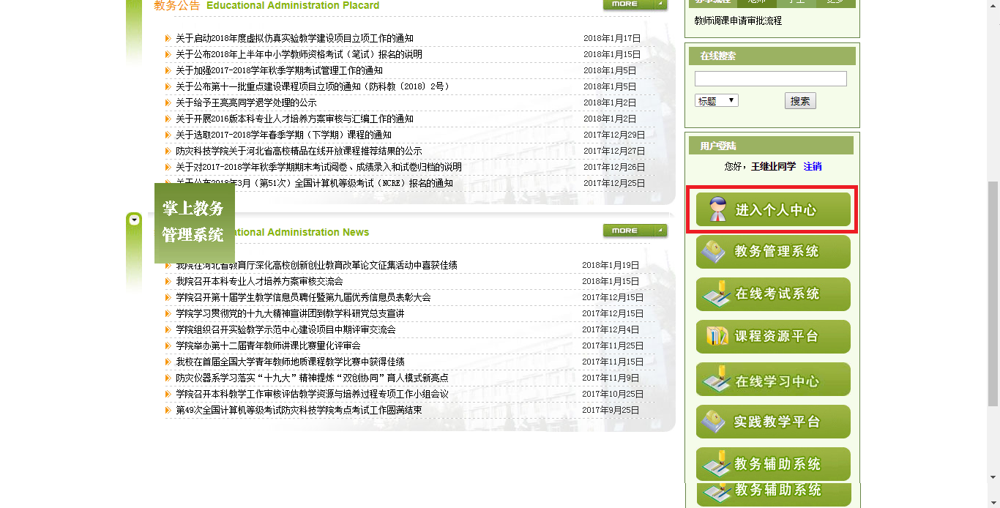 教务公告 Educational Administration Placard
MORE
关于启动2018年度虚拟仿真实验教学建设项目立项工作的通知 2018年1月17日
关于公布2018年上半年中小学教师资格考试（笔试）报名的说明 2018年1月15日
关于加强2017-2018学年秋季学期考试管理工作的通知 2018年1月5日
关于公布第十一批重点建设课程项目立项的通知（防科教〔2018〕2号） 2018年1月5日
关于给予王亮亮同学退学处理的公示 2018年1月2日
关于开展2016版本科专业人才培养方案审核与汇编工作的通知 2018年1月2日
关于选取2017-2018学年春季学期（下学期）课程的通知 2017年12月29日
防灾科技学院关于河北省高校精品在线开放课程推荐结果的公示 2017年12月27日
关于对2017-2018学年秋季学期期末考试阅卷、成绩录入和试卷归档的说明 2017年12月26日
关于公布2018年3月（第51次）全国计算机等级考试（NCRE）报名的通知 2017年12月25日
掌上教务
管理系统
ational Administration News
MORE
我院在河北省教育厅深化高校创新创业教育改革论文征集活动中喜获佳绩 2018年1月19日
我院召开本科专业人才培养方案审核交流会 2018年1月15日
学院召开第十届学生教学信息员聘任暨第九届优秀信息员表彰大会 2017年12月15日
学院学习贯彻党的十九大精神宣讲团到教学科研党总支宣讲 2017年12月15日
学院组织召开实验教学示范中心建设项目中期评审交流会 2017年12月4日
学院举办第十二届青年教师讲课比赛量化评审会 2017年11月25日
我校在首届全国大学青年教师地质课程教学比赛中获得佳绩 2017年11月15日
防灾仪器系学习落实“十九大”精神提炼“双创协同”育人模式新亮点 2017年11月9日
学院召开本科教学工作审核评估教学资源与培养过程专项工作小组会议 2017年10月25日
第49次全国计算机等级考试防灾科技学院考点考试工作圆满结束 2017年9月25日
教师调课申请审批流程
在线搜索
标题 搜索
用户登陆
您好，王继业同学 注销
进入个人中心
教务管理系统
在线考试系统
课程资源平台
在线学习中心
实践教学平台
教务辅助系统
教务辅助系统